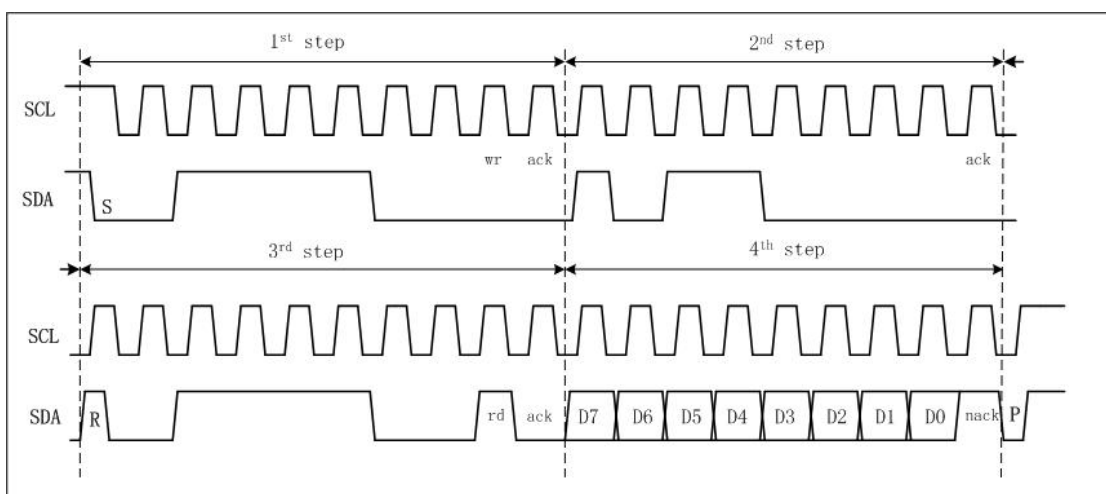 1st step 2nd step
SCL
wr ack ack
SDA S
3rd step 4th step
SCL
SDA R rd ack D7 D6 D5 D4 D3 D2 D1 D0 nack P